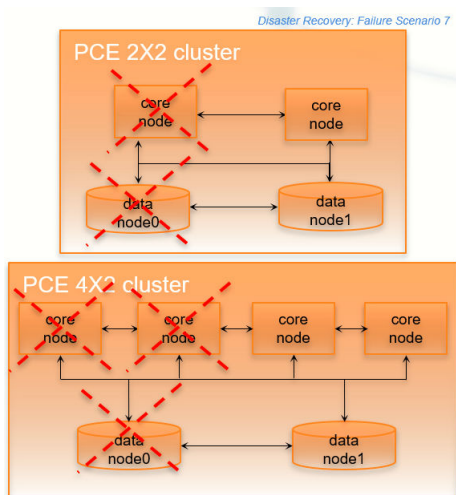 Disaster Recovery: Failure Scenario 7
PCE 2X2 cluster
core
node
core
node
data
node0
data
node1
PCE 4X2 cluster
core
node
core
node
core
node
core
node
data
node0
data
node1